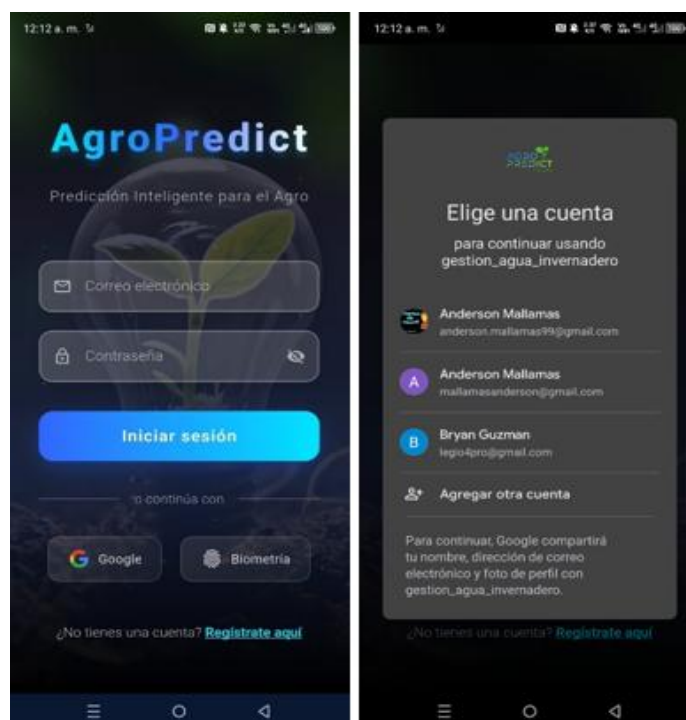 12:12 a. m.
AgroPredict
Predicción Inteligente para el Agro
Correo electrónico
Contraseña
Iniciar sesión
o continúa con
Google
Biometría
¿No tienes una cuenta? Regístrate aquí
12:12 a. m.
AGRO
PREDICT
Elige una cuenta
para continuar usando
gestion_agua_invernadero
Anderson Mallamas
anderson.mallamas99@gmail.com
A
Anderson Mallamas
mallamasanderson@gmail.com
B
Bryan Guzman
legio4pro@gmail.com
Agregar otra cuenta
Para continuar, Google compartirá
tu nombre, dirección de correo
electrónico y foto de perfil con
gestion_agua_invernadero.
¿No tienes una cuenta? Regístrate aquí